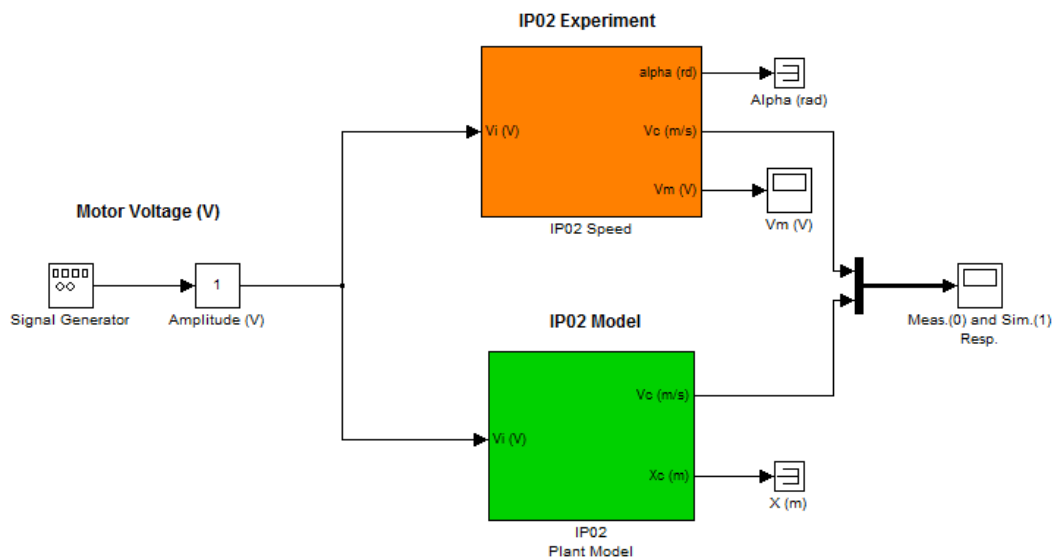 IP02 Experiment
alpha (rd)
Alpha (rad)
Vi (V)
Vc (m/s)
Vm (V)
Vm (V)
IP02 Speed
Motor Voltage (V)
1
Signal Generator
Amplitude (V)
Meas.(0) and Sim.(1)
Resp.
IP02 Model
Vc (m/s)
Vi (V)
Xc (m)
X (m)
IP02
Plant Model